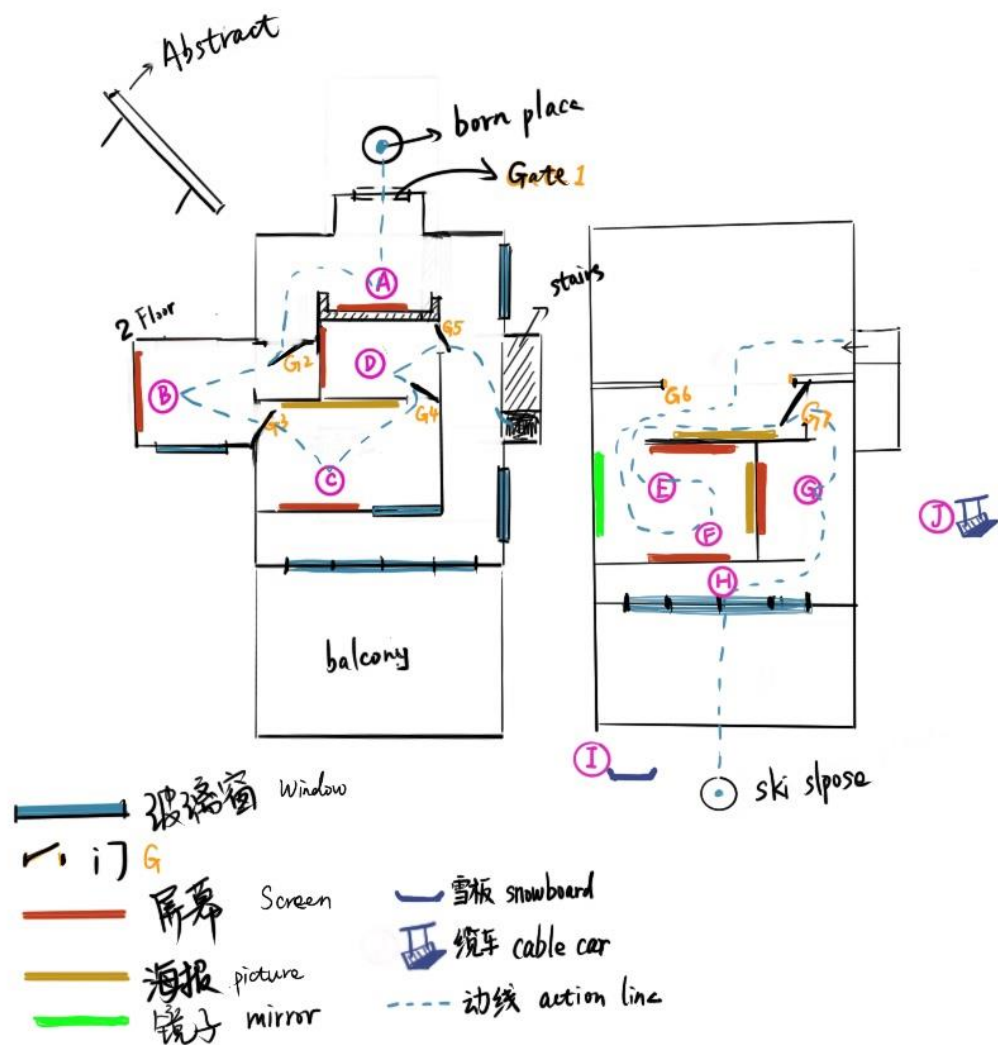 Abstract
born place
Gate 1
A
stairs
2 Floor
G5
G2
D
B
G4
G3
C
balcony
G6
G7
E
G
F
H
J
I
ski slpose
玻璃窗 Window
门 G
屏幕 Screen
海报 picture
镜子 mirror
雪板 snowboard
缆车 cable car
动线 action line